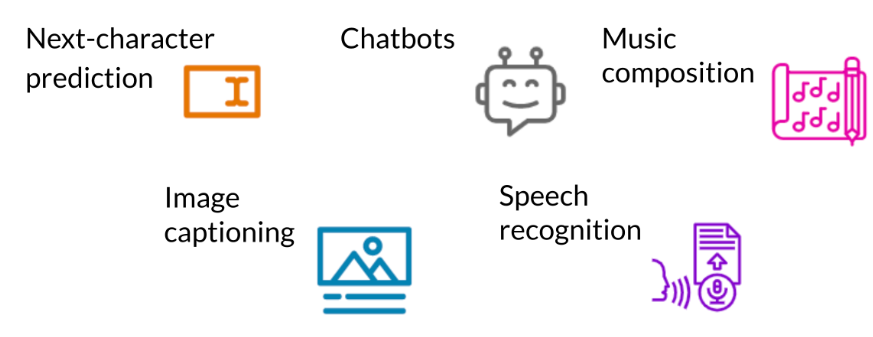 Next-character
prediction
Chatbots
Music
composition
Image
captioning
Speech
recognition